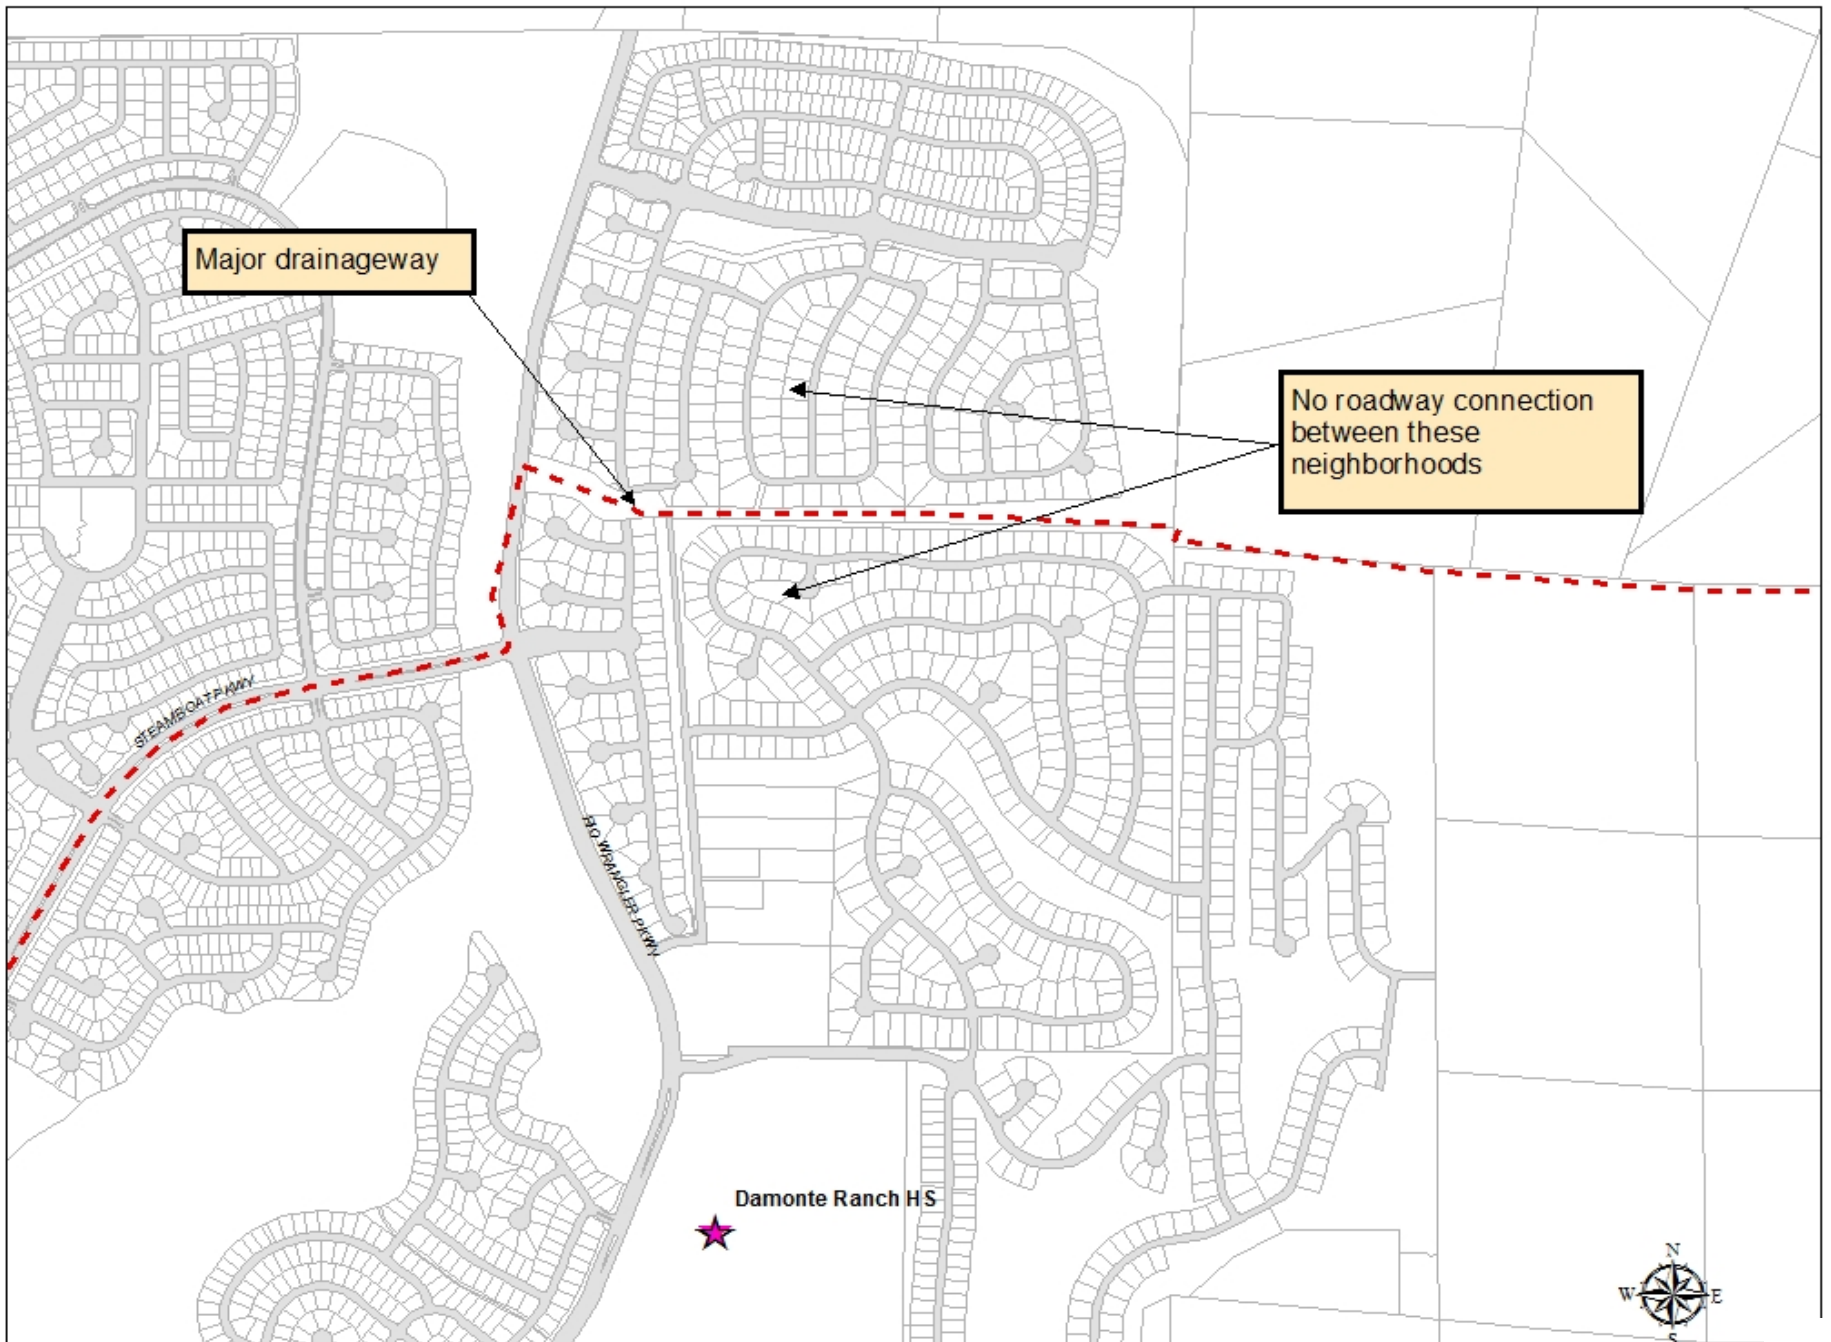 Major drainageway
No roadway connection
between these
neighborhoods
STEAMBOAT PKWY
RIO WRANGLER PKWY
Damonte Ranch HS
N
W
E
S